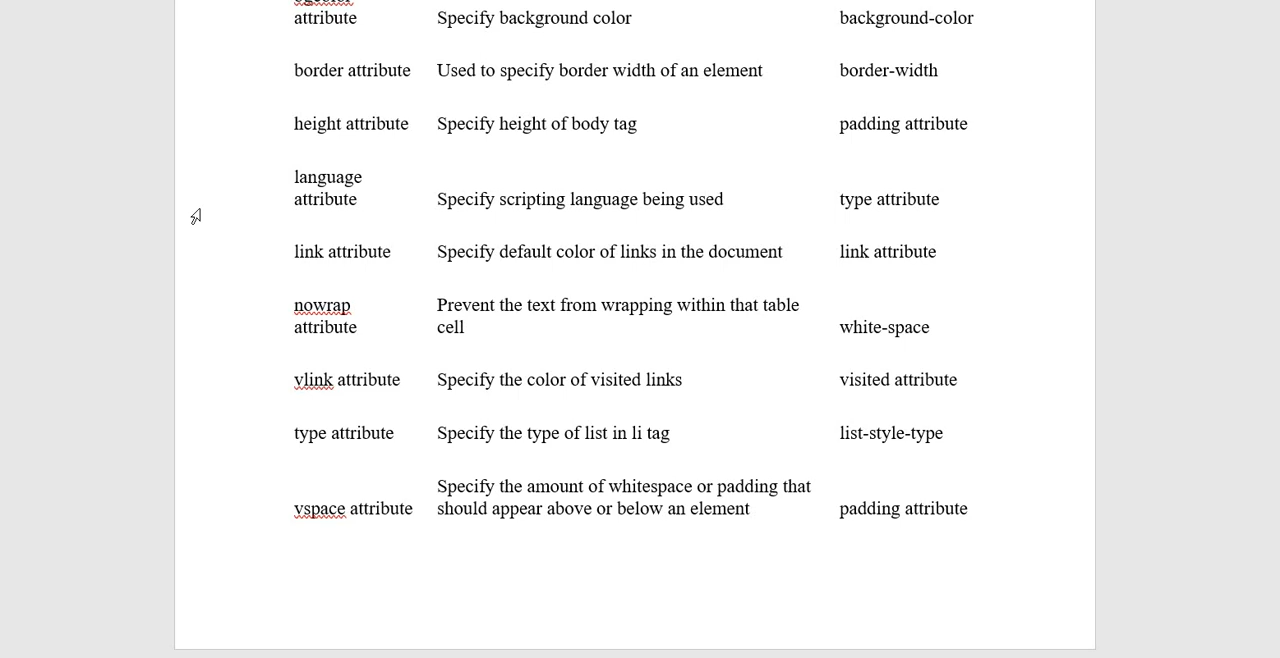 attribute Specify background color background-color
border attribute Used to specify border width of an element border-width
height attribute Specify height of body tag padding attribute
language
attribute Specify scripting language being used type attribute
link attribute Specify default color of links in the document link attribute
nowrap Prevent the text from wrapping within that table
attribute cell white-space
vlink attribute Specify the color of visited links visited attribute
type attribute Specify the type of list in li tag list-style-type
Specify the amount of whitespace or padding that
vspace attribute should appear above or below an element padding attribute